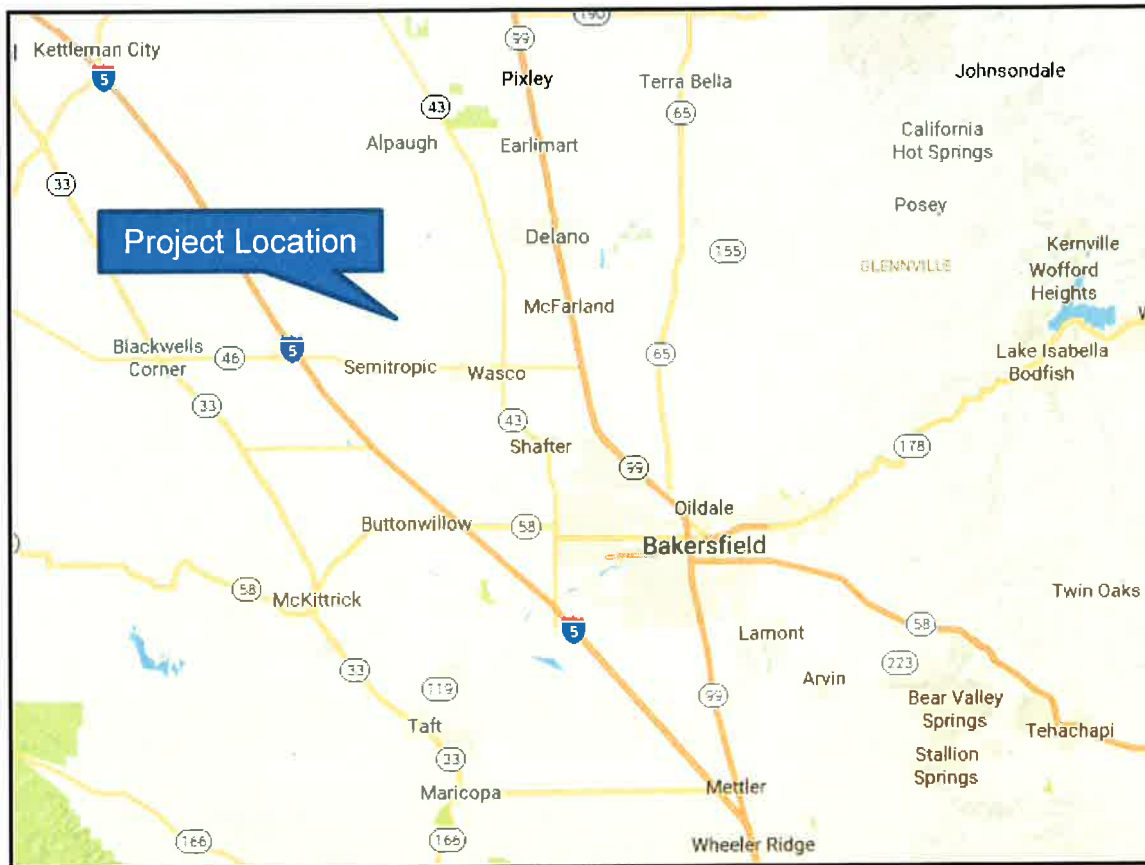 190
Kettleman City
99
5
Pixley
Terra Bella
Johnsondale
43
65
Alpaugh
Earlimart
California
Hot Springs
33
Posey
Project Location
Delano
155
Kernville
GLENNVILLE
Wofford
Heights
McFarland
Blackwells
Corner
46
5
65
Lake Isabella
Bodfish
Semitropic
Wasco
33
43
Shafter
178
99
Oildale
Buttonwillow
58
Bakersfield
58
McKittrick
Twin Oaks
5
Lamont
58
33
119
223
Arvin
99
Bear Valley
Springs
Taft
Tehachapi
33
Stallion
Springs
Maricopa
Mettler
166
166
Wheeler Ridge